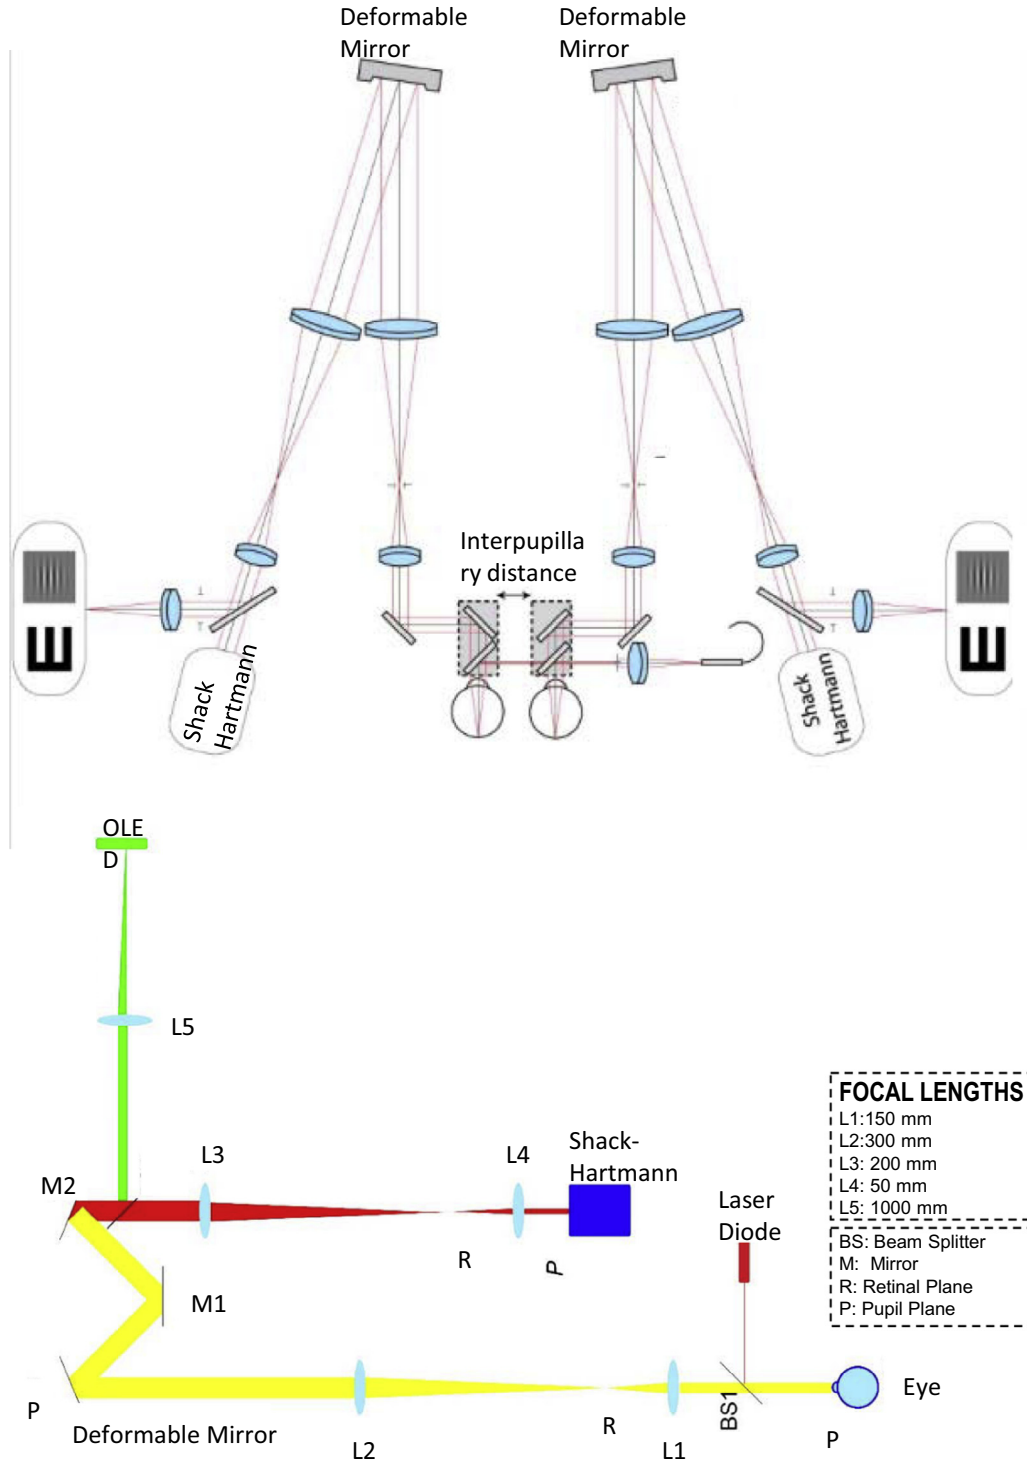 Deformable
Mirror
Deformable
Mirror
Interpupilla
ry distance
E
E
Shack
Hartmann
Shack
Hartmann
OLE
D
L5
L3
L4
Shack-
Hartmann
M2
R
P
Laser
Diode
M1
FOCAL LENGTHS
L1:150 mm
L2:300 mm
L3: 200 mm
L4: 50 mm
L5: 1000 mm
BS: Beam Splitter
M: Mirror
R: Retinal Plane
P: Pupil Plane
P
Deformable Mirror
L2
R
L1
BS1
P
Eye